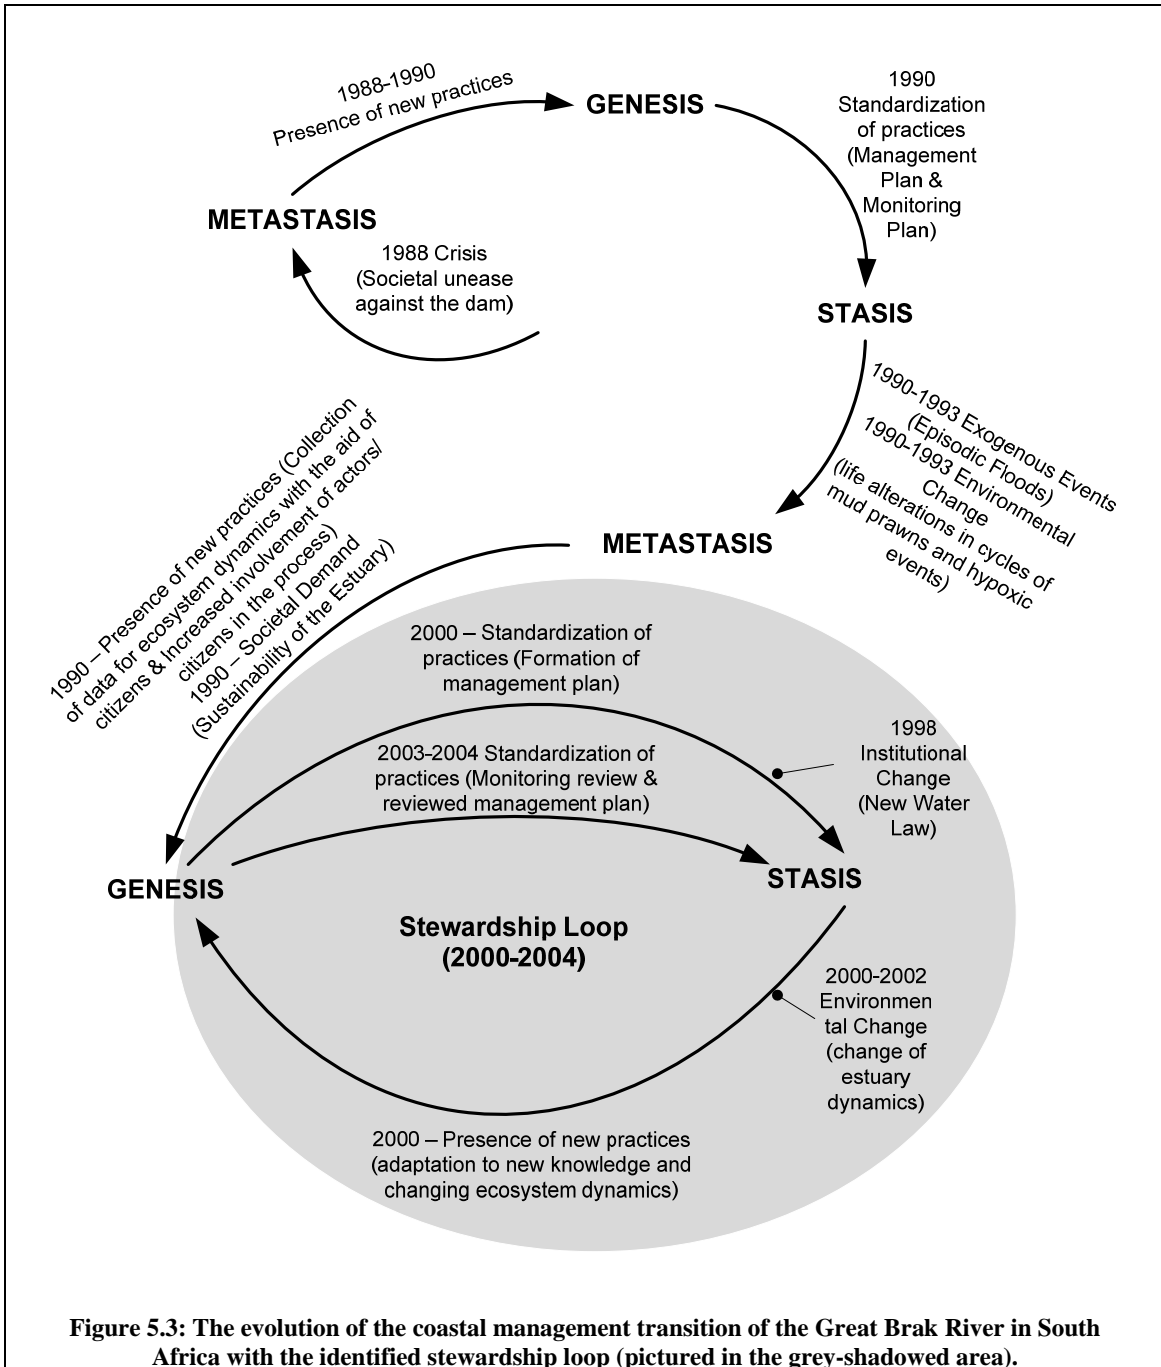 1988-1990
Presence of new practices
GENESIS
1990
Standardization
of practices
(Management
Plan &
Monitoring
Plan)
METASTASIS
1988 Crisis
(Societal unease
against the dam)
STASIS
1990-1993 Exogenous Events
(Episodic Floods)
1990-1993 Environmental
Change
(life alterations in cycles of
mud prawns and hypoxic
events)
METASTASIS
1990 – Presence of new practices (Collection
of data for ecosystem dynamics with the aid of
citizens & Increased involvement of actors/
citizens in the process)
1990 – Societal Demand
(Sustainability of the Estuary)
2000 – Standardization of
practices (Formation of
management plan)
1998
Institutional
Change
(New Water
Law)
2003-2004 Standardization of
practices (Monitoring review &
reviewed management plan)
GENESIS
STASIS
Stewardship Loop
(2000-2004)
2000-2002
Environmen
tal Change
(change of
estuary
dynamics)
2000 – Presence of new practices
(adaptation to new knowledge and
changing ecosystem dynamics)
Figure 5.3: The evolution of the coastal management transition of the Great Brak River in South
Africa with the identified stewardship loop (pictured in the grey-shadowed area).